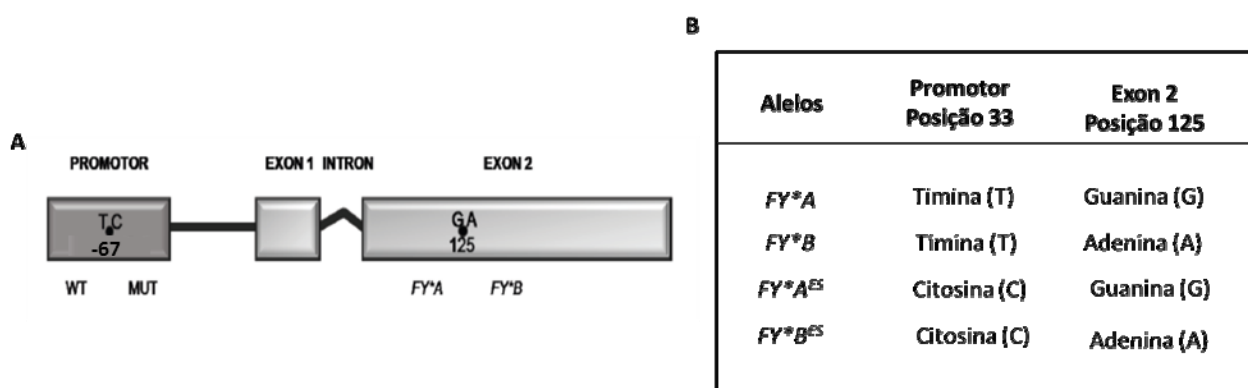 A
PROMOTOR EXON 1 INTRON EXON 2
T C G A
-67 125
WT MUT FY*A FY*B
B
Alelos Promotor Posição 33 Exon 2 Posição 125
FY*A Timina (T) Guanina (G)
FY*B Timina (T) Adenina (A)
FY*A^ES Citosina (C) Guanina (G)
FY*B^ES Citosina (C) Adenina (A)